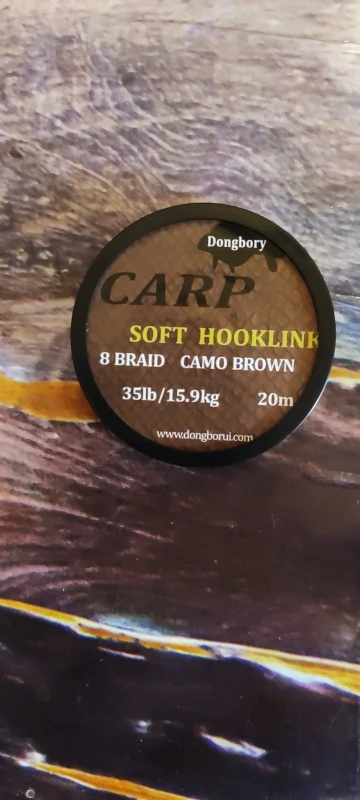 Dongbory
CARP
SOFT HOOKLINK
8 BRAID CAMO BROWN
35lb/15.9kg 20m
www.dongborui.com